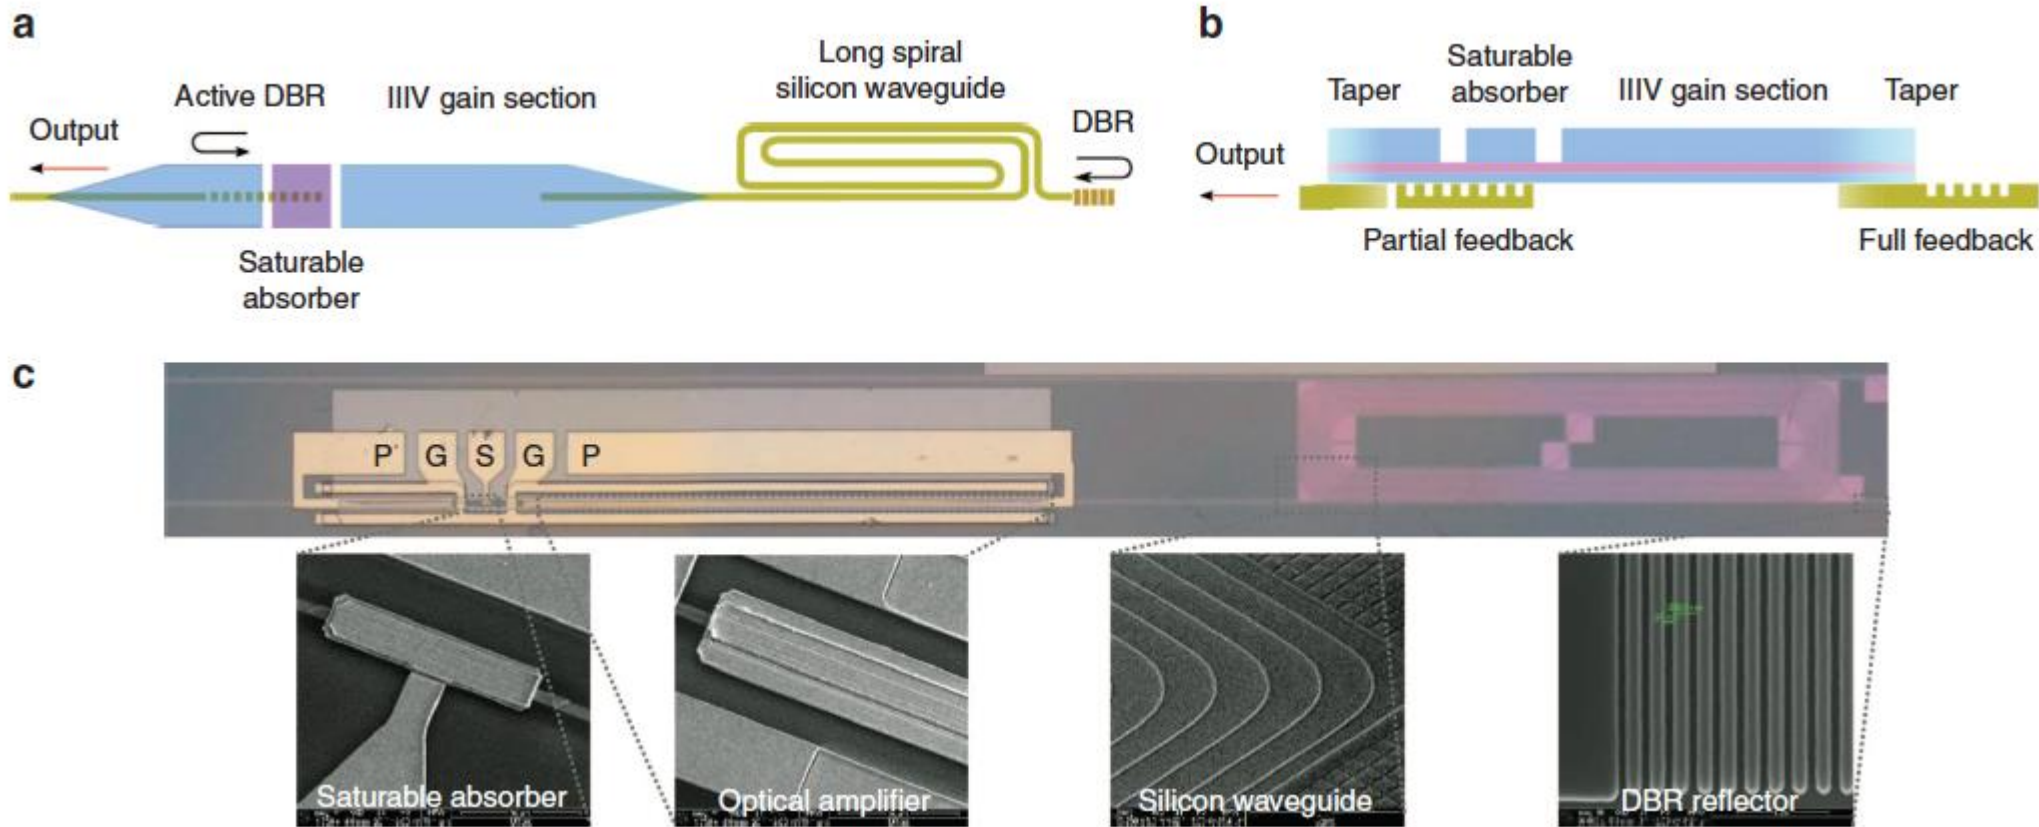 a
Output
Active DBR
IIIV gain section
Long spiral
silicon waveguide
DBR
Saturable
absorber
b
Output
Taper
Saturable
absorber
IIIV gain section
Taper
Partial feedback
Full feedback
c
P G S G P
Saturable absorber
Optical amplifier
Silicon waveguide
DBR reflector